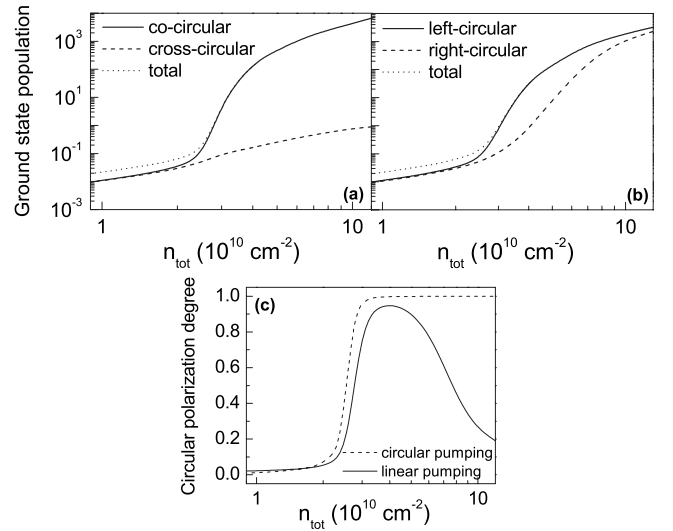 Ground state population
10^3
10^1
10^-1
10^-3
co-circular
cross-circular
total
(a)
1
10
n_tot (10^10 cm^-2)
left-circular
right-circular
total
(b)
1
10
n_tot (10^10 cm^-2)
Circular polarization degree
1.0
0.8
0.6
0.4
0.2
0.0
(c)
circular pumping
linear pumping
1
10
n_tot (10^10 cm^-2)